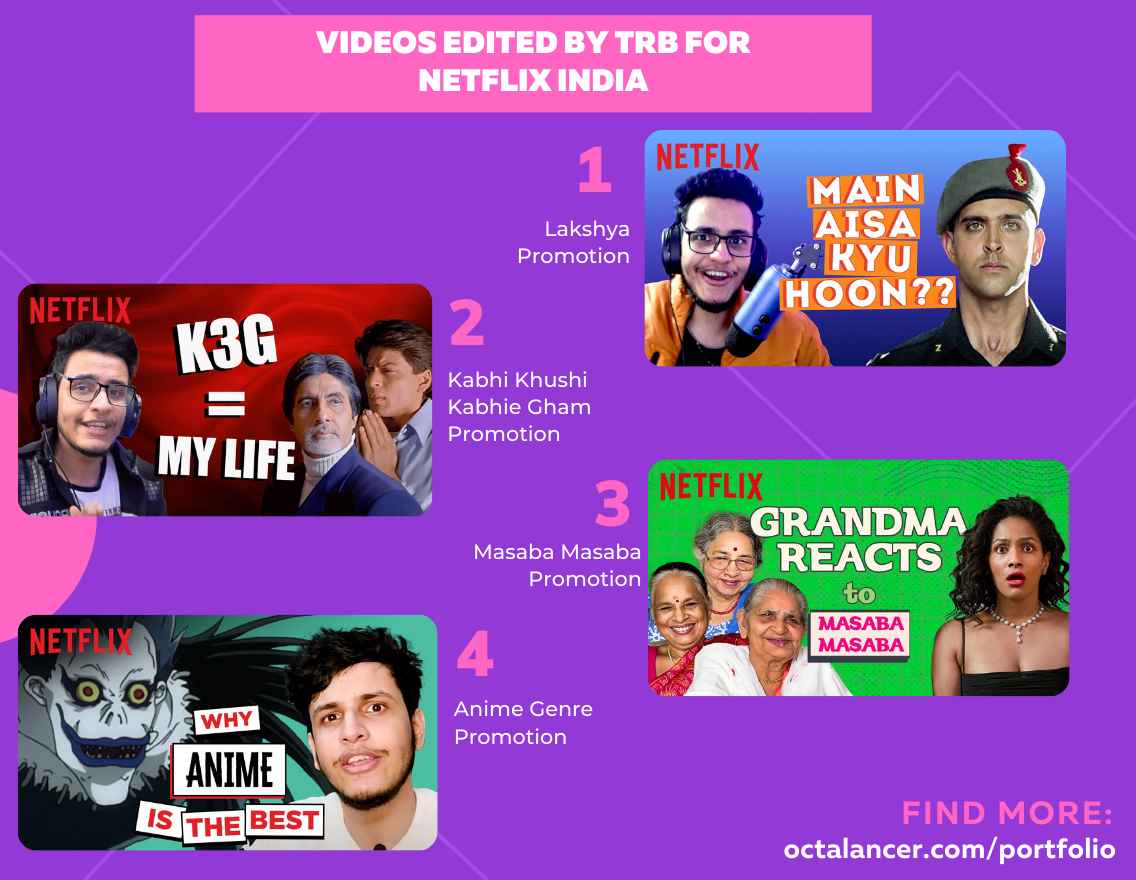 VIDEOS EDITED BY TRB FOR
NETFLIX INDIA
1
Lakshya
Promotion
NETFLIX
MAIN
AISA
KYU
HOON??
NETFLIX
K3G
=
MY LIFE
2
Kabhi Khushi
Kabhie Gham
Promotion
3
Masaba Masaba
Promotion
NETFLIX
GRANDMA
REACTS
to
MASABA
MASABA
NETFLIX
WHY
ANIME
IS THE BEST
4
Anime Genre
Promotion
FIND MORE:
octalancer.com/portfolio